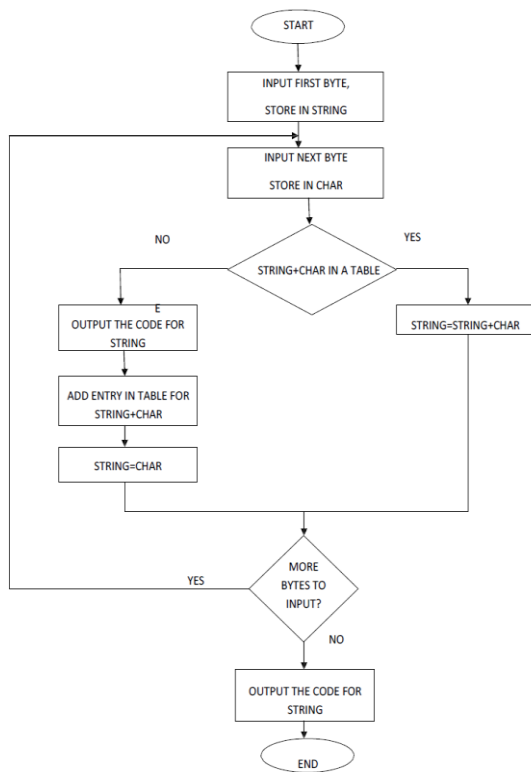 START
INPUT FIRST BYTE,
STORE IN STRING
INPUT NEXT BYTE
STORE IN CHAR
NO
YES
STRING+CHAR IN A TABLE
E
OUTPUT THE CODE FOR
STRING
STRING=STRING+CHAR
ADD ENTRY IN TABLE FOR
STRING+CHAR
STRING=CHAR
MORE
BYTES TO
INPUT?
YES
NO
OUTPUT THE CODE FOR
STRING
END